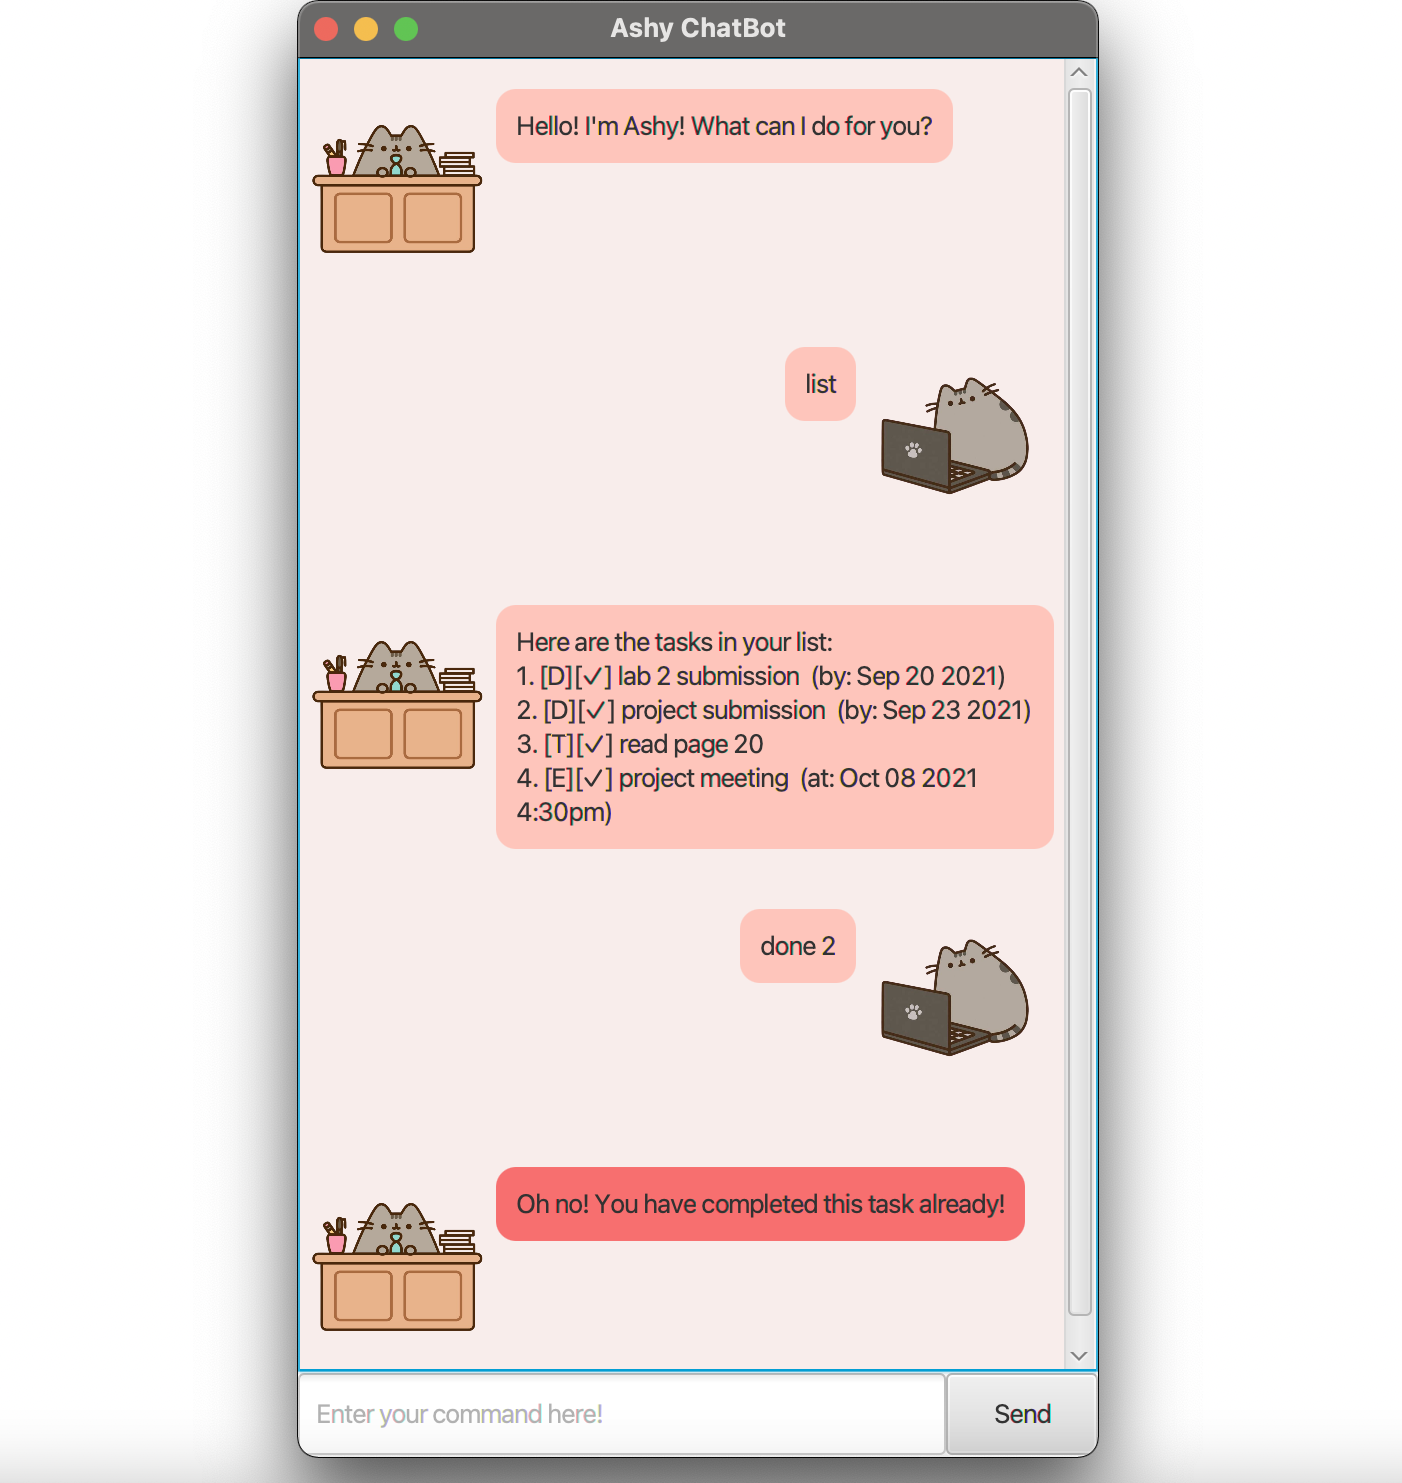 Ashy ChatBot
Hello! I'm Ashy! What can I do for you?
list
Here are the tasks in your list:
1. [D][✓] lab 2 submission  (by: Sep 20 2021)
2. [D][✓] project submission  (by: Sep 23 2021)
3. [T][✓] read page 20
4. [E][✓] project meeting  (at: Oct 08 2021
4:30pm)
done 2
Oh no! You have completed this task already!
Enter your command here!
Send